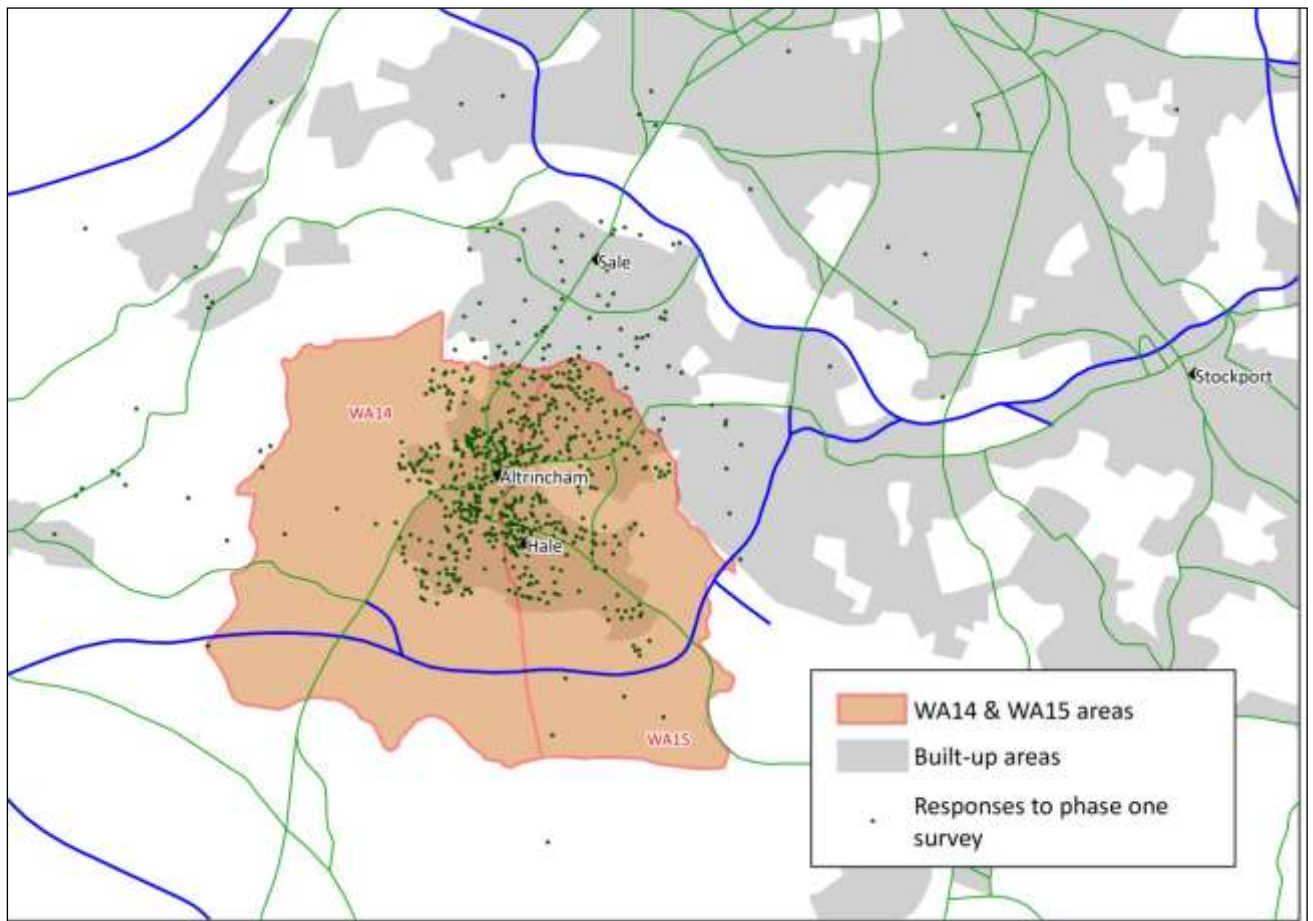 Sale
Stockport
WA14
Altrincham
Hale
WA15
WA14 & WA15 areas
Built-up areas
Responses to phase one
survey